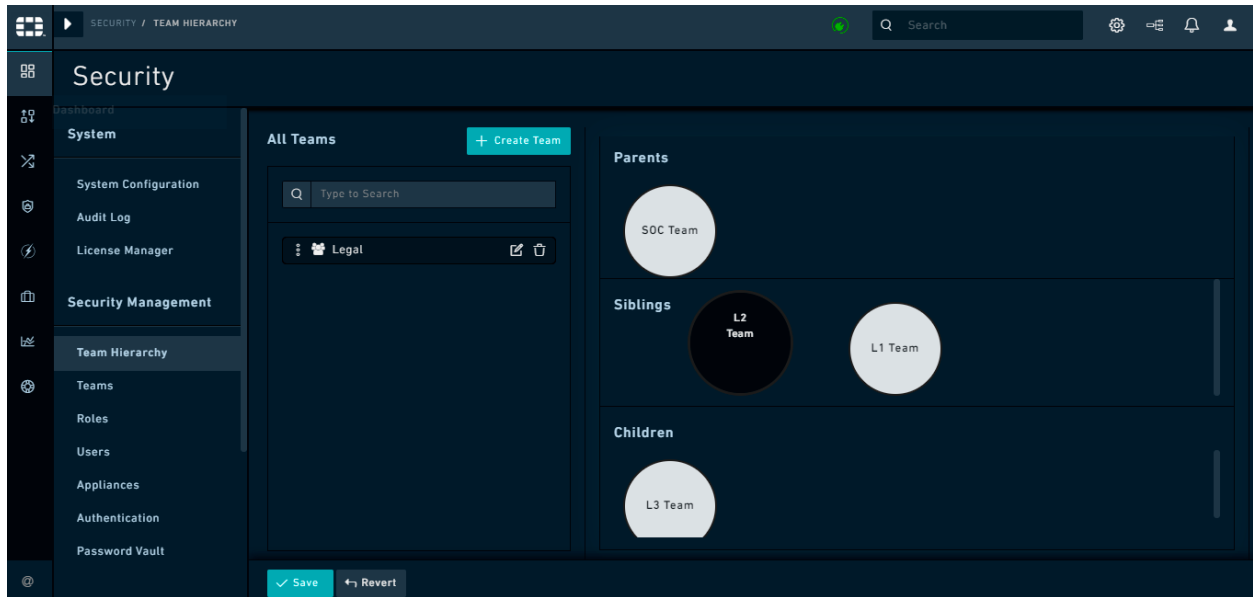 SECURITY / TEAM HIERARCHY
Search
Security
Dashboard
System
System Configuration
Audit Log
License Manager
Security Management
Team Hierarchy
Teams
Roles
Users
Appliances
Authentication
Password Vault
@
All Teams
+ Create Team
Type to Search
Legal
Parents
SOC Team
Siblings
L2
Team
L1 Team
Children
L3 Team
Save
Revert